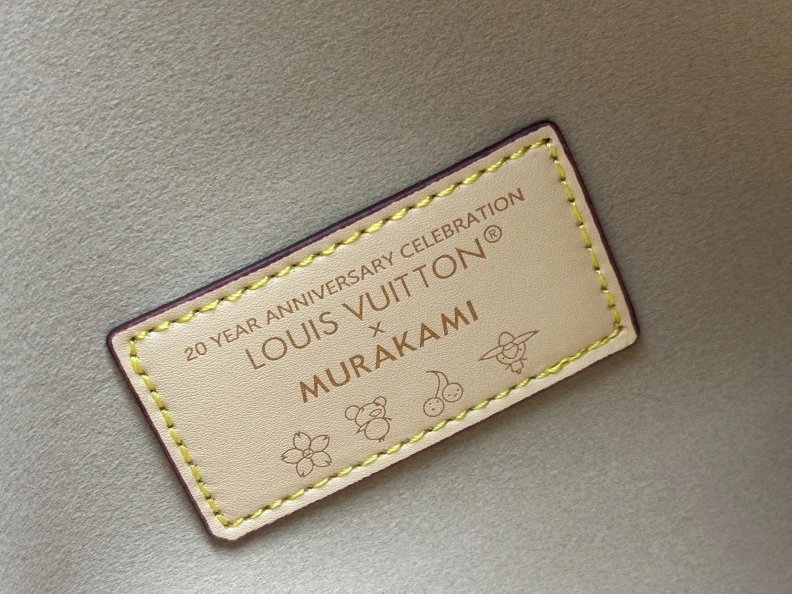 20 YEAR ANNIVERSARY CELEBRATION
LOUIS VUITTON®
×
MURAKAMI